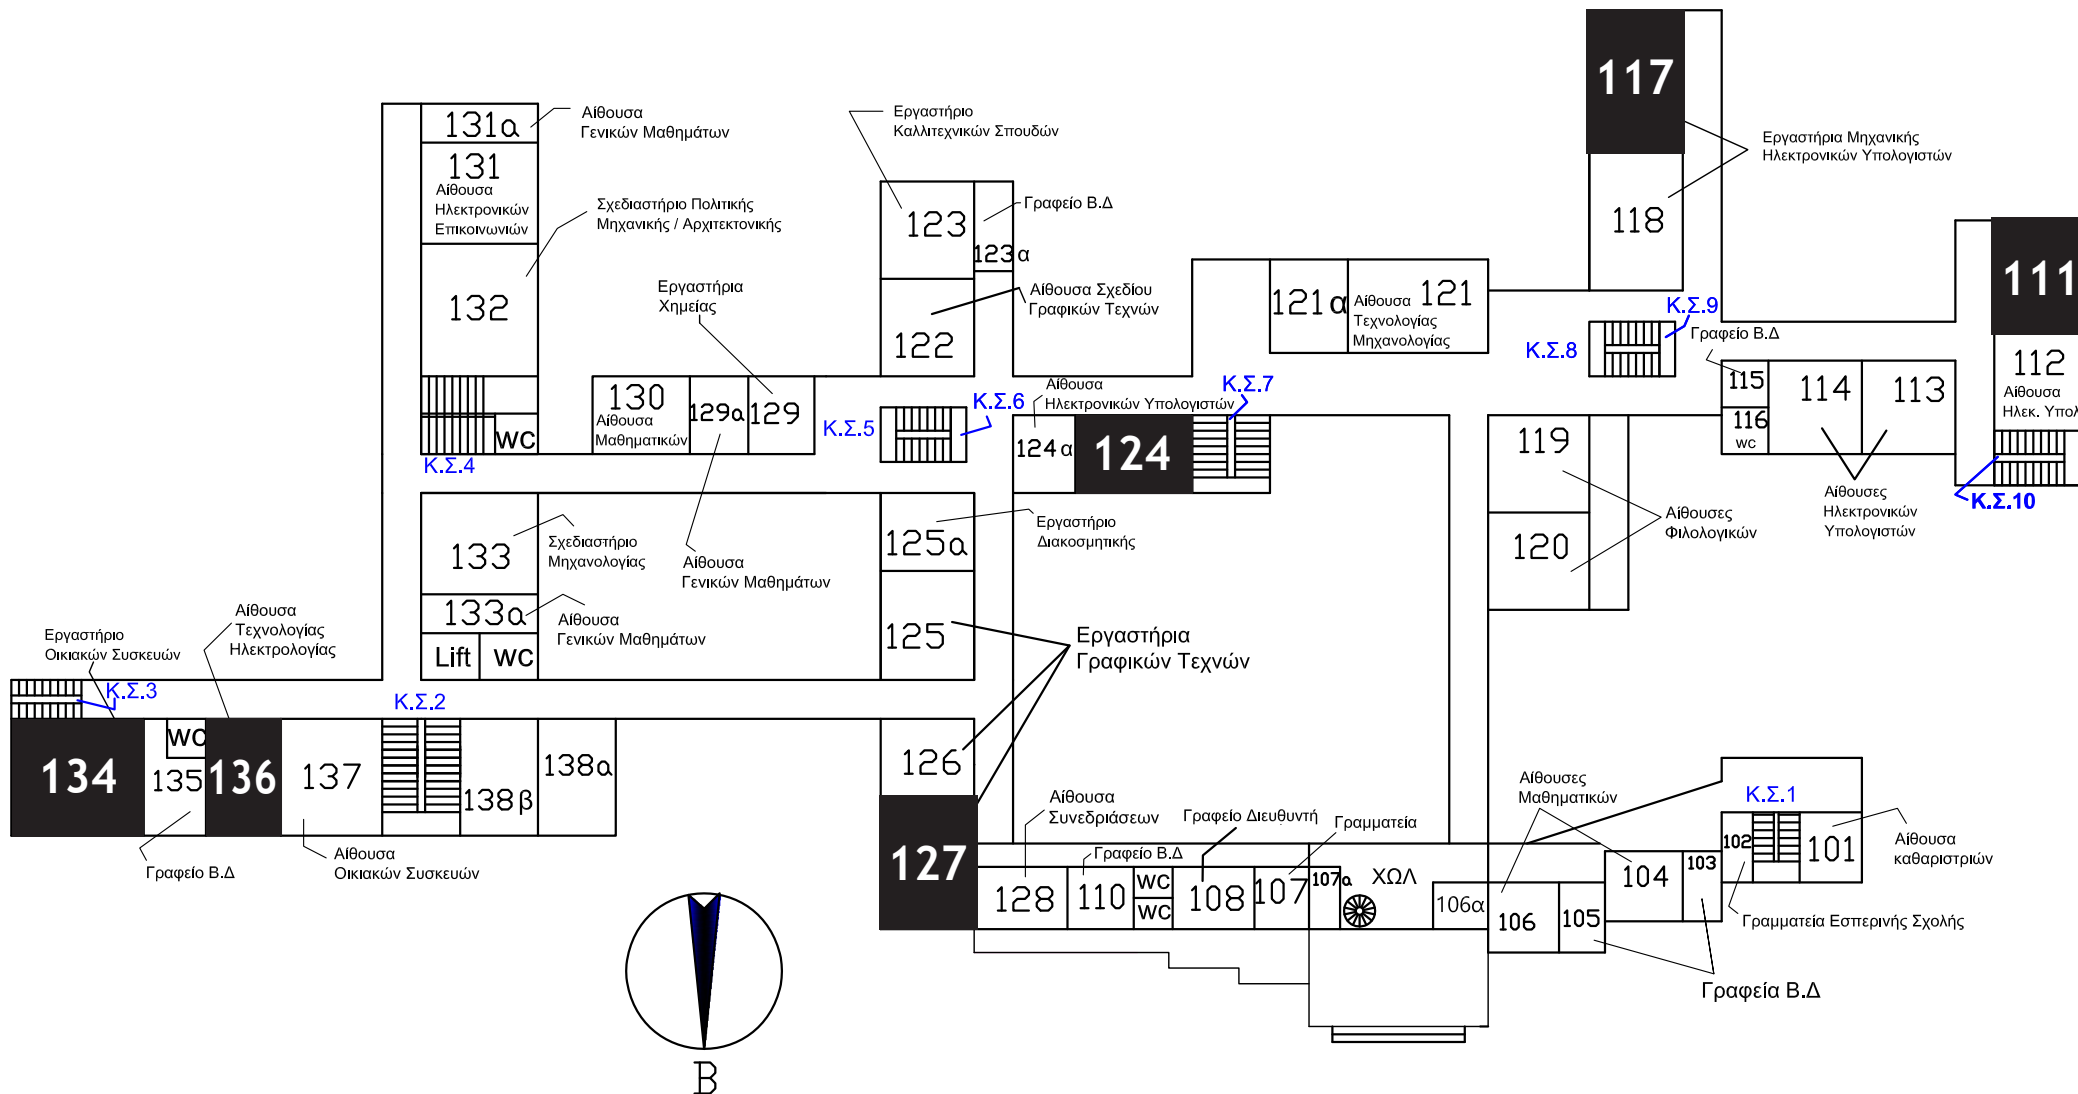 117
Εργαστήρια Μηχανικής
Ηλεκτρονικών Υπολογιστών
118
131α
Αίθουσα
Γενικών Μαθημάτων
131
Αίθουσα
Ηλεκτρονικών
Επικοινωνιών
Σχεδιαστήριο Πολιτικής
Μηχανικής / Αρχιτεκτονικής
132
Εργαστήριο
Καλλιτεχνικών Σπουδών
123
Γραφείο Β.Δ
123α
Αίθουσα Σχεδίου
Γραφικών Τεχνών
122
Εργαστήρια
Χημείας
121α
Αίθουσα
Τεχνολογίας
Μηχανολογίας
121
Κ.Σ.9
Κ.Σ.8
Γραφείο Β.Δ
111
112
Αίθουσα
Ηλεκ. Υπολ
115
116
WC
114
113
Κ.Σ.10
Αίθουσες
Ηλεκτρονικών
Υπολογιστών
130
Αίθουσα
Μαθηματικών
129α
129
WC
Κ.Σ.4
Κ.Σ.5
Κ.Σ.6
Αίθουσα
Ηλεκτρονικών Υπολογιστών
Κ.Σ.7
124α
124
119
120
Αίθουσες
Φιλολογικών
133
Σχεδιαστήριο
Μηχανολογίας
Αίθουσα
Γενικών Μαθημάτων
133α
Αίθουσα
Γενικών Μαθημάτων
Lift
WC
125α
Εργαστήριο
Διακοσμητικής
125
Εργαστήρια
Γραφικών Τεχνών
Εργαστήριο
Οικιακών Συσκευών
Αίθουσα
Τεχνολογίας
Ηλεκτρολογίας
Κ.Σ.3
Κ.Σ.2
134
WC
135
136
137
138β
138α
Γραφείο Β.Δ
Αίθουσα
Οικιακών Συσκευών
126
127
Αίθουσα
Συνεδριάσεων
128
Γραφείο Β.Δ
110
WC
WC
Γραφείο Διευθυντή
108
Γραμματεία
107
107α
ΧΩΛ
106α
Αίθουσες
Μαθηματικών
106
105
104
103
102
Κ.Σ.1
101
Αίθουσα
καθαριστριών
Γραμματεία Εσπερινής Σχολής
Γραφεία Β.Δ
Β